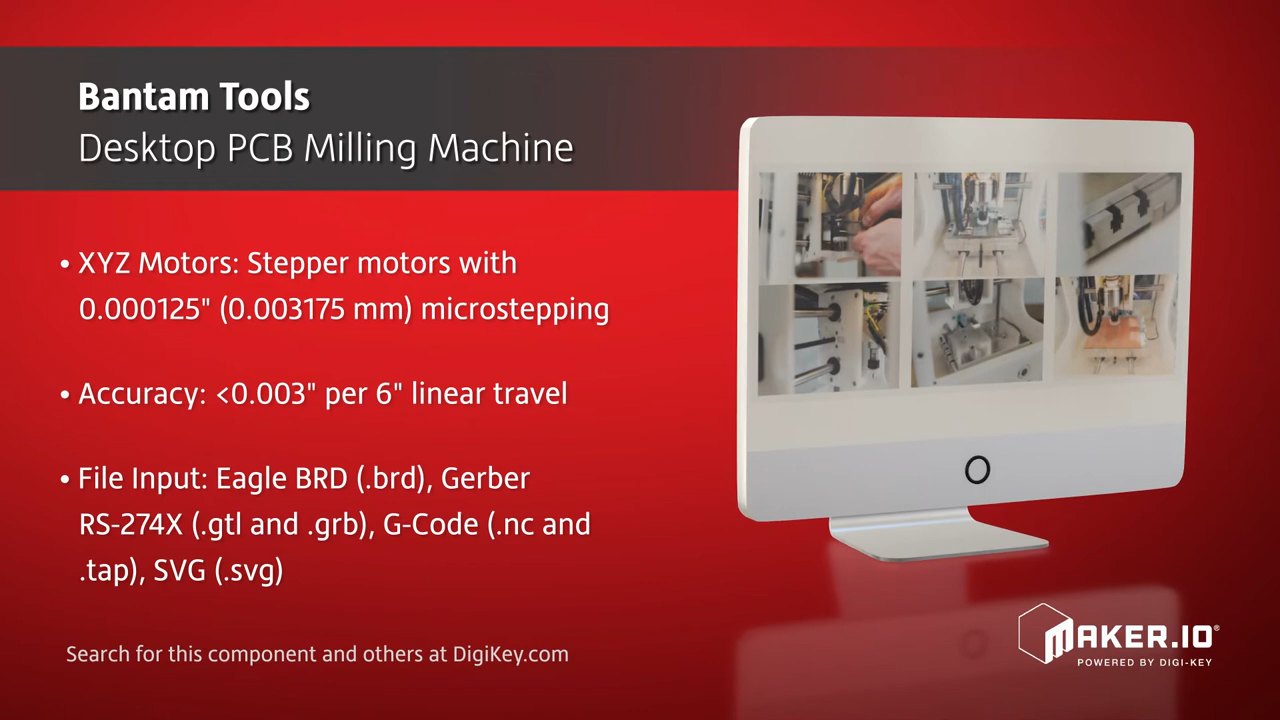 Bantam Tools
Desktop PCB Milling Machine
• XYZ Motors: Stepper motors with
0.000125" (0.003175 mm) microstepping
• Accuracy: <0.003" per 6" linear travel
• File Input: Eagle BRD (.brd), Gerber
RS-274X (.gtl and .grb), G-Code (.nc and
.tap), SVG (.svg)
Search for this component and others at DigiKey.com
MAKER.IO®
POWERED BY DIGI-KEY